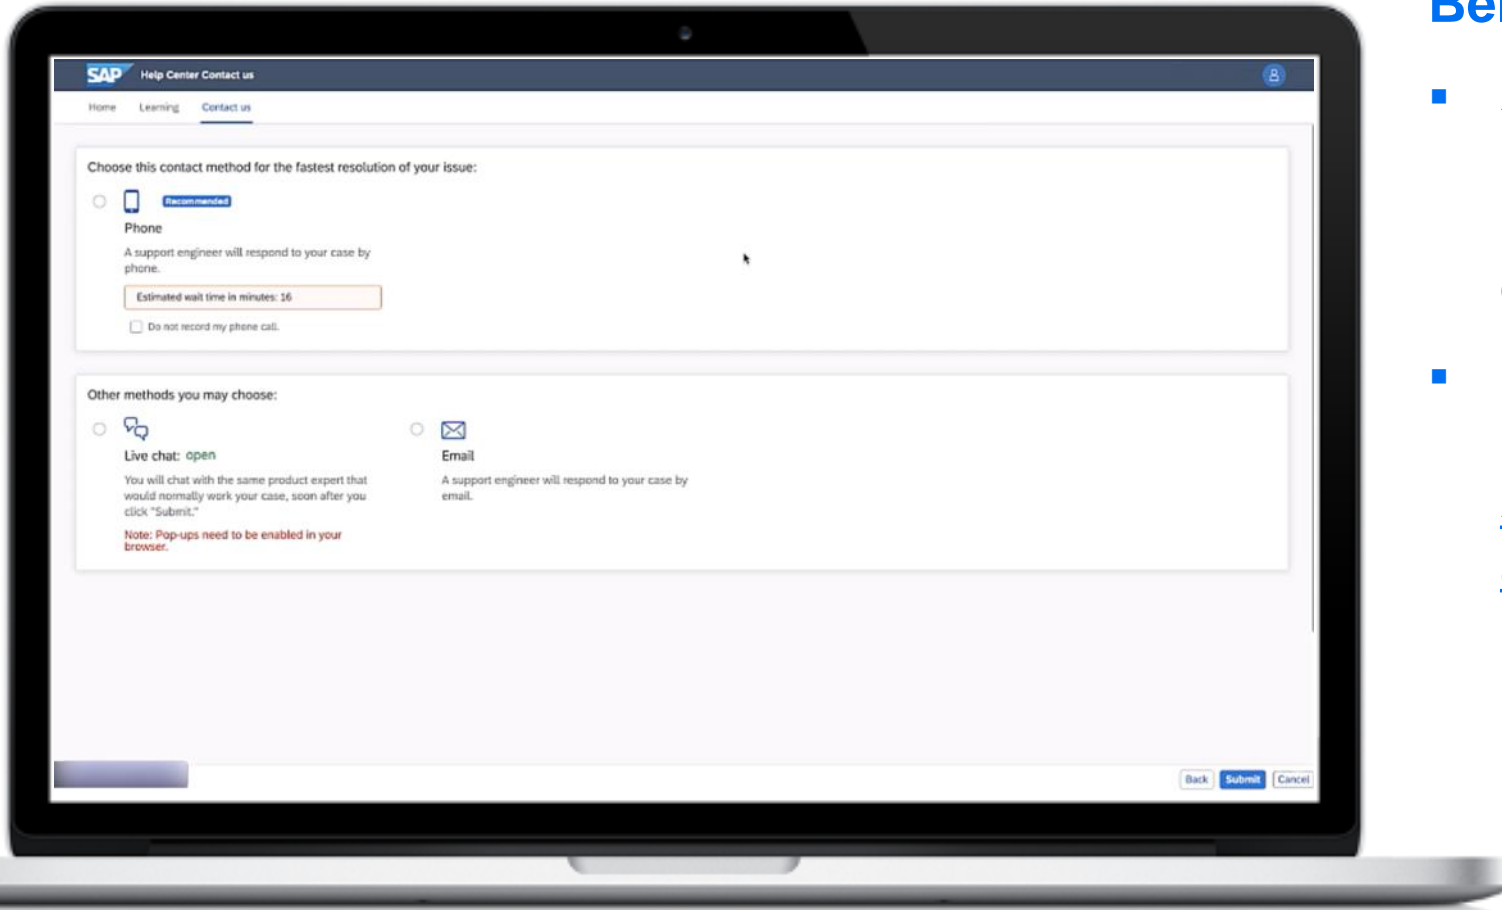 SAP Help Center Contact us
Home Learning Contact us
Choose this contact method for the fastest resolution of your issue:
Recommended
Phone
A support engineer will respond to your case by
phone.
Estimated wait time in minutes: 16
Do not record my phone call.
Other methods you may choose:
Live chat: open
You will chat with the same product expert that
would normally work your case, soon after you
click "Submit."
Note: Pop-ups need to be enabled in your
browser.
Email
A support engineer will respond to your case by
email.
Back Submit Cancel